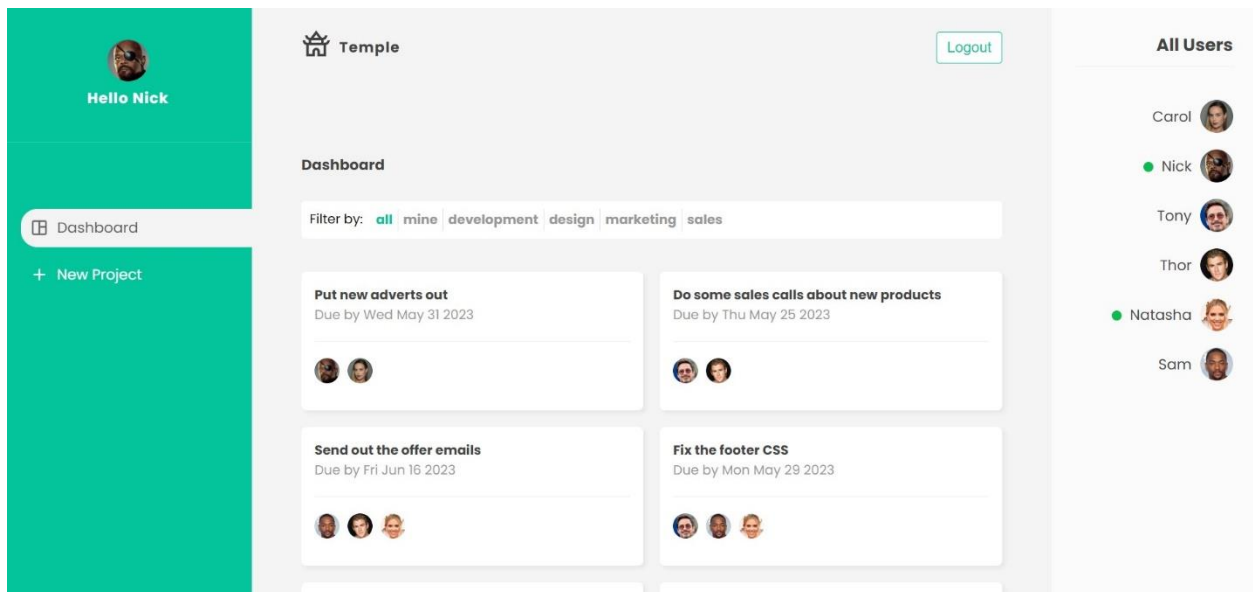 Hello Nick
Dashboard
+ New Project
Temple
Logout
Dashboard
Filter by: all mine development design marketing sales
Put new adverts out
Due by Wed May 31 2023
Do some sales calls about new products
Due by Thu May 25 2023
Send out the offer emails
Due by Fri Jun 16 2023
Fix the footer CSS
Due by Mon May 29 2023
All Users
Carol
Nick
Tony
Thor
Natasha
Sam